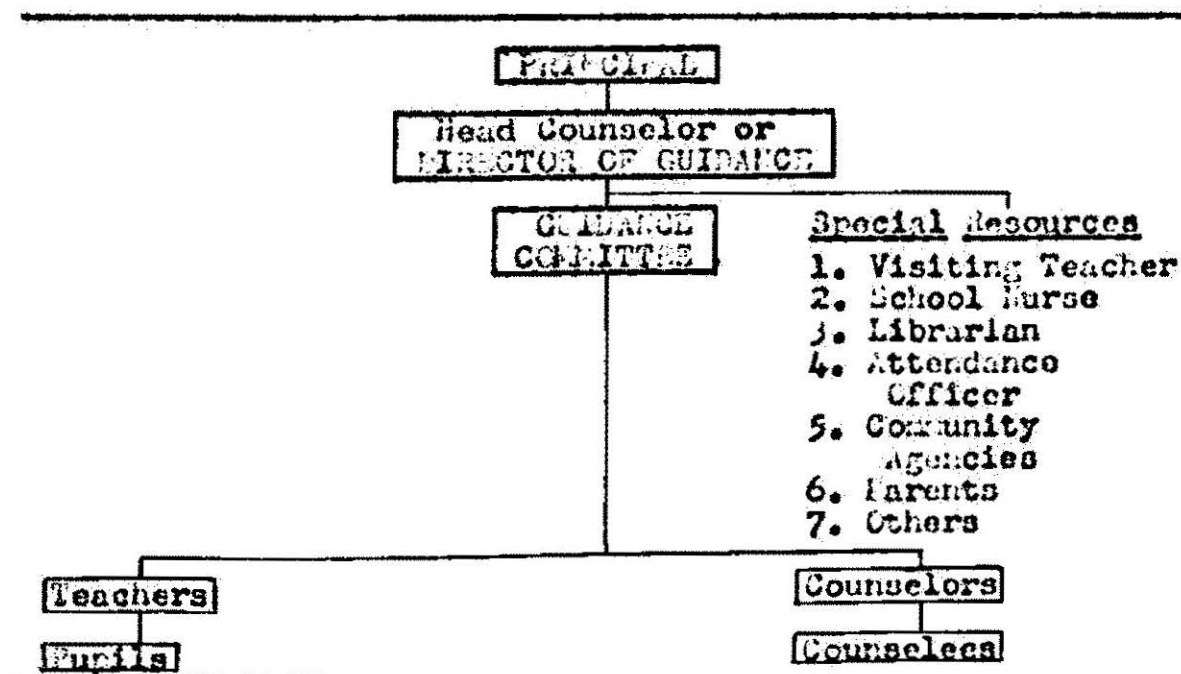 PRINCIPAL
Head Counselor or
DIRECTOR OF GUIDANCE
GUIDANCE
COMMITTEE
Special Resources
1. Visiting Teacher
2. School Nurse
3. Librarian
4. Attendance
Officer
5. Community
Agencies
6. Parents
7. Others
Teachers
Counselors
Pupils
Counselees